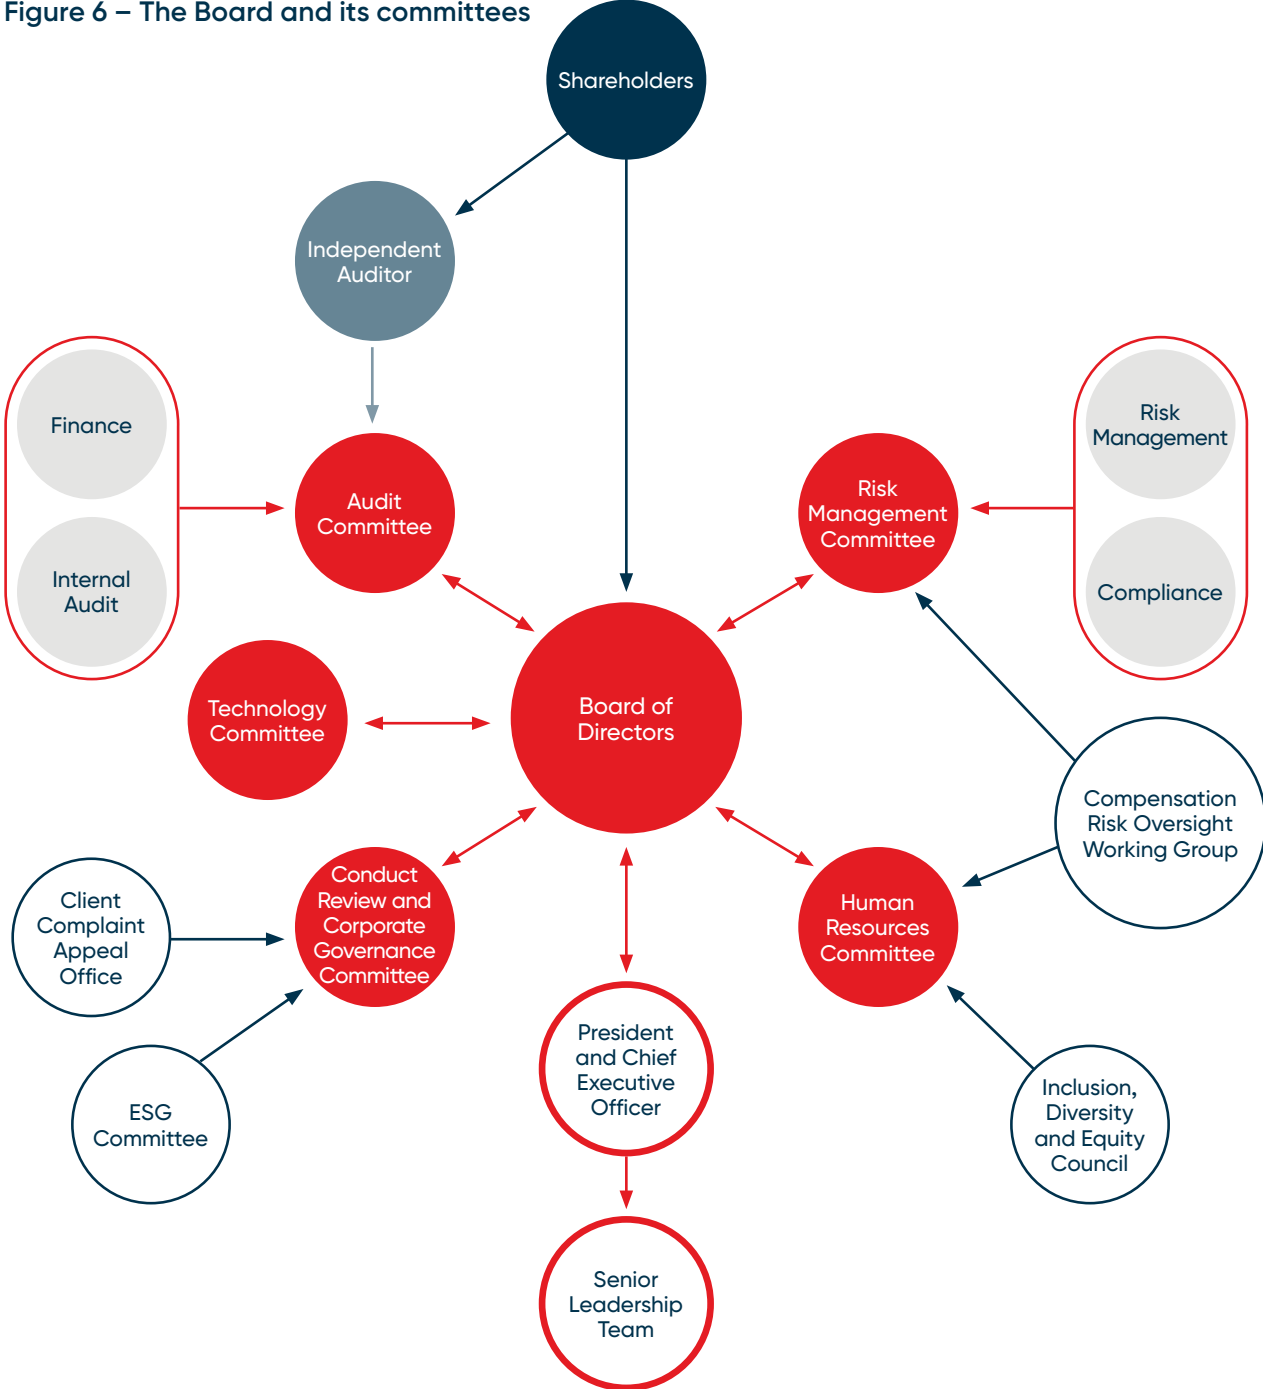 Figure 6 – The Board and its committees
Shareholders
Independent
Auditor
Finance
Internal
Audit
Audit
Committee
Risk
Management
Committee
Risk
Management
Compliance
Technology
Committee
Board of
Directors
Compensation
Risk Oversight
Working Group
Client
Complaint
Appeal
Office
Conduct
Review and
Corporate
Governance
Committee
Human
Resources
Committee
ESG
Committee
President
and Chief
Executive
Officer
Inclusion,
Diversity
and Equity
Council
Senior
Leadership
Team